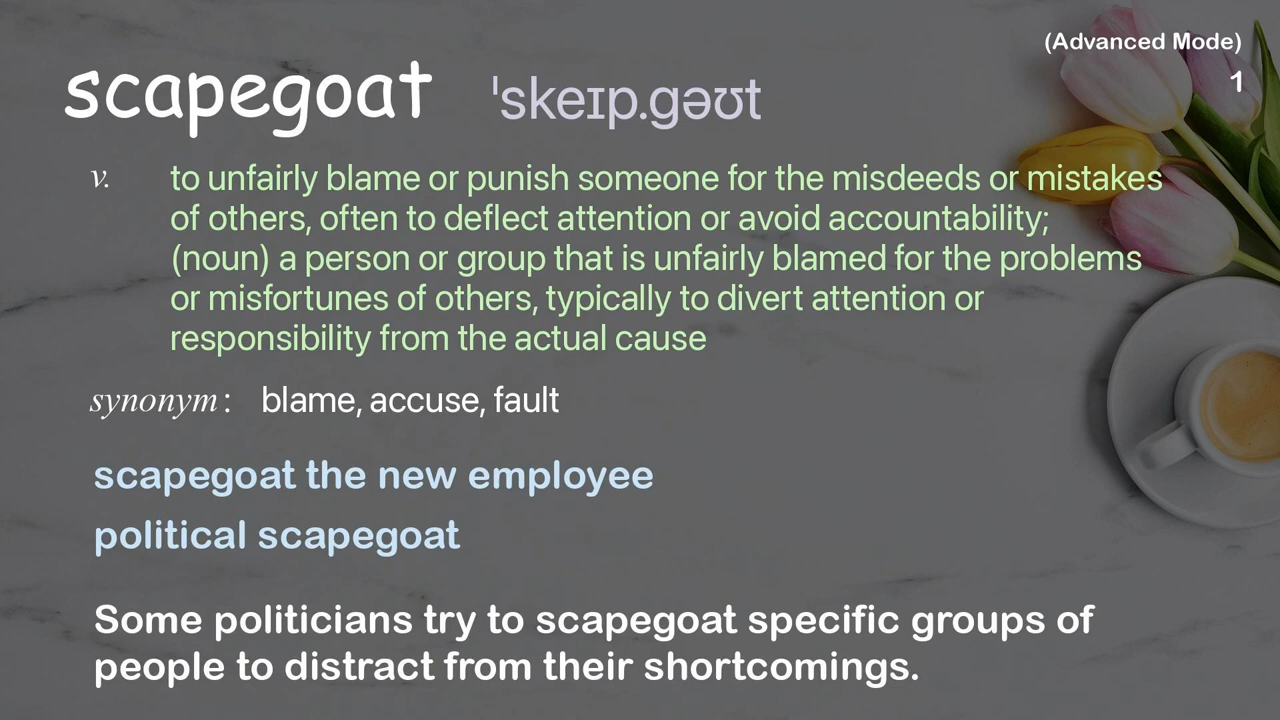 (Advanced Mode)
1
scapegoat ˈskeɪp.gəʊt
v. to unfairly blame or punish someone for the misdeeds or mistakes
of others, often to deflect attention or avoid accountability;
(noun) a person or group that is unfairly blamed for the problems
or misfortunes of others, typically to divert attention or
responsibility from the actual cause
synonym : blame, accuse, fault
scapegoat the new employee
political scapegoat
Some politicians try to scapegoat specific groups of
people to distract from their shortcomings.